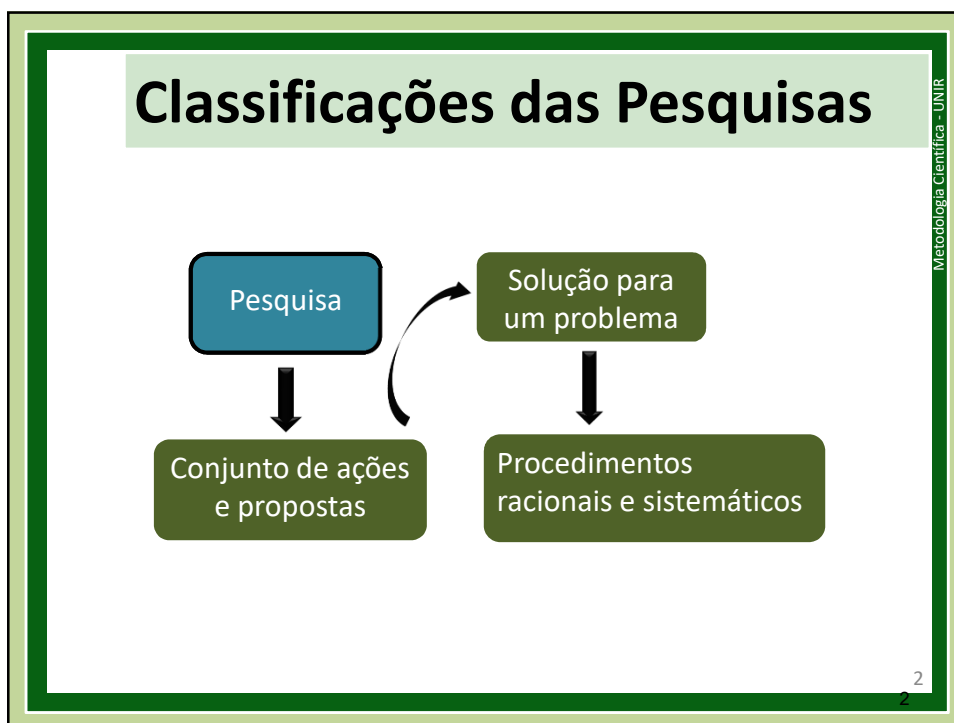 Classificações das Pesquisas
Metodologia Científica - UNIR
Pesquisa
Conjunto de ações
e propostas
Solução para
um problema
Procedimentos
racionais e sistemáticos
2
2